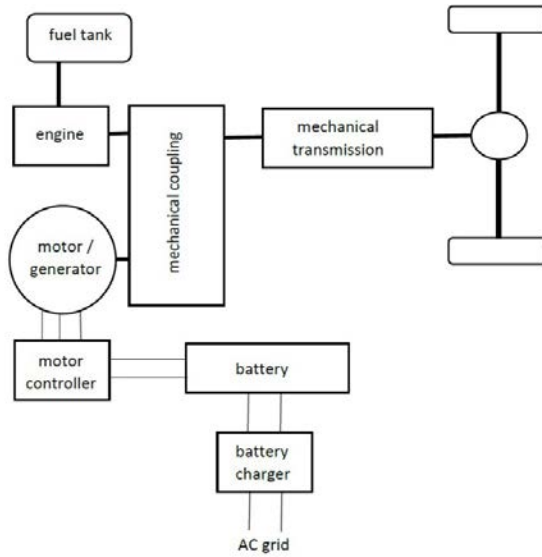 fuel tank
engine
mechanical coupling
mechanical
transmission
motor /
generator
motor
controller
battery
battery
charger
AC grid